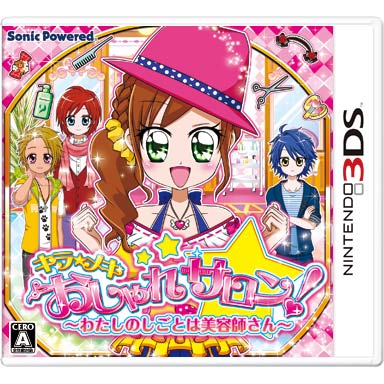 Sonic Powered
NINTENDO 3DS
キラ★メキ
おしゃれサロン!
~わたしのしごとは美容師さん~
CERO
A